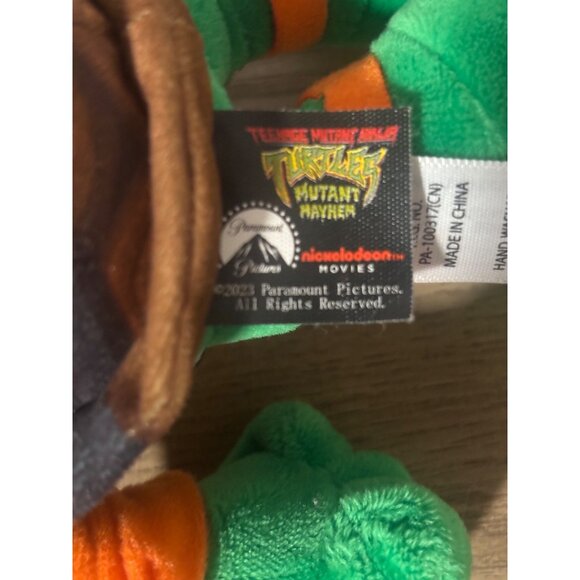 TEENAGE MUTANT NINJA
TURTLES
MUTANT
MAYHEM
Paramount
Pictures
nickelodeon™
MOVIES
©2023 Paramount Pictures.
All Rights Reserved.
PA-100317(CN)
MADE IN CHINA